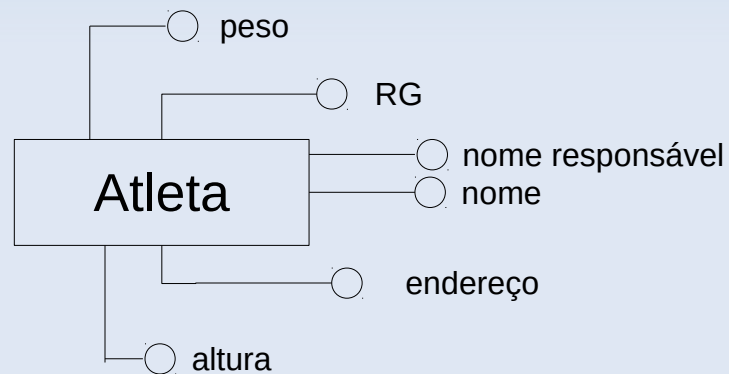 peso
RG
nome responsável
Atleta
nome
endereço
altura